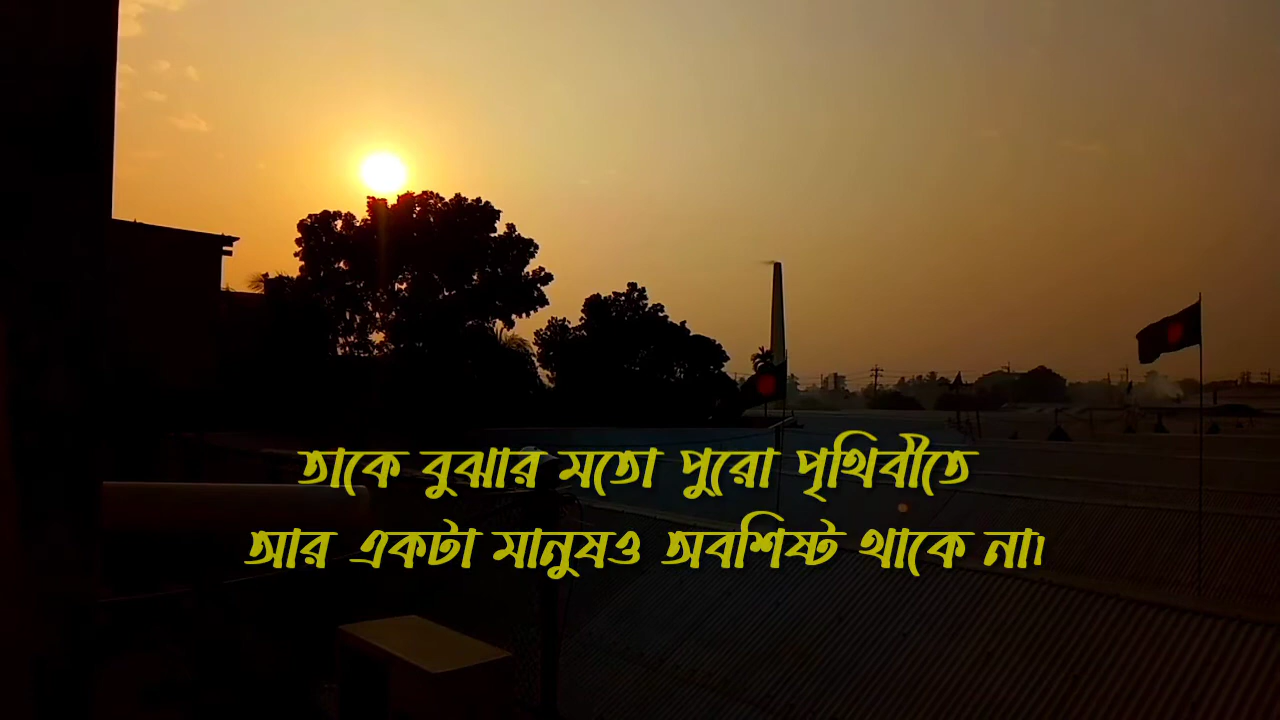 তাকে বুঝার মতো পুরো পৃথিবীতে
আর একটা মানুষও অবশিষ্ট থাকে না৷